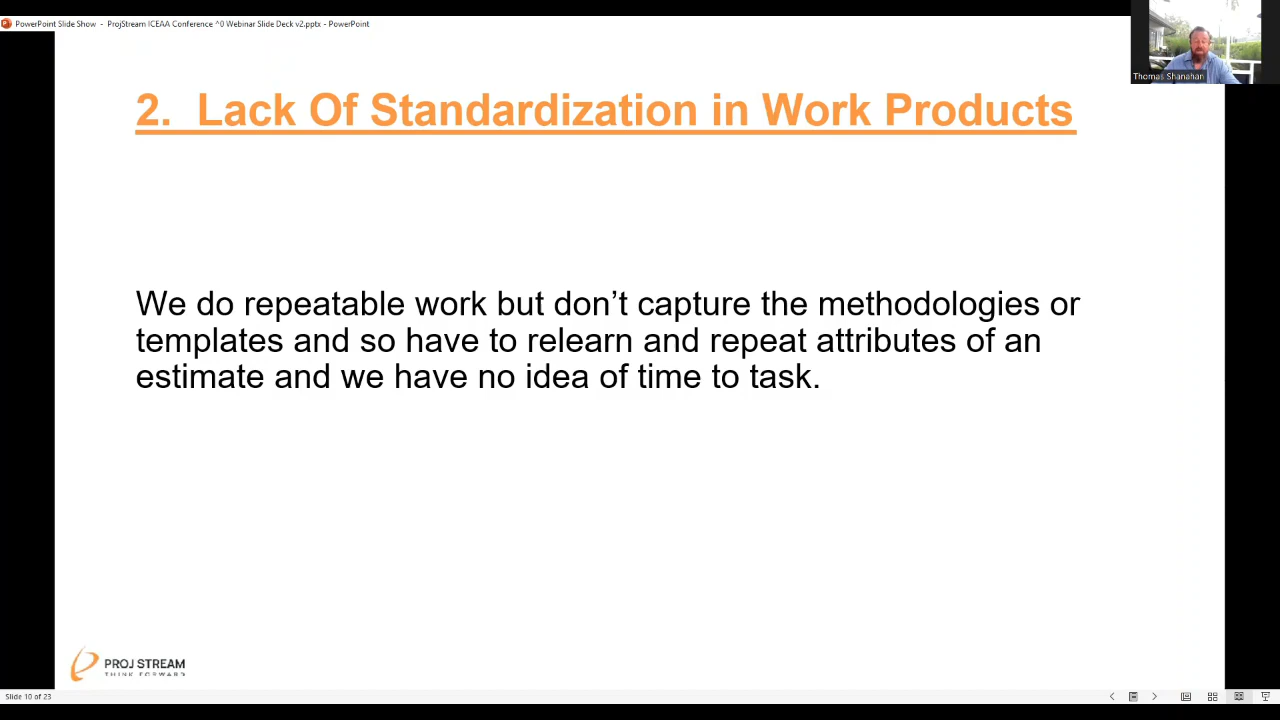 PowerPoint Slide Show - ProjStream ICEAA Conference ^0 Webinar Slide Deck v2.pptx - PowerPoint
Thomas Shanahan
2. Lack Of Standardization in Work Products
We do repeatable work but don’t capture the methodologies or
templates and so have to relearn and repeat attributes of an
estimate and we have no idea of time to task.
PROJ STREAM
THINK FORWARD
Slide 10 of 23